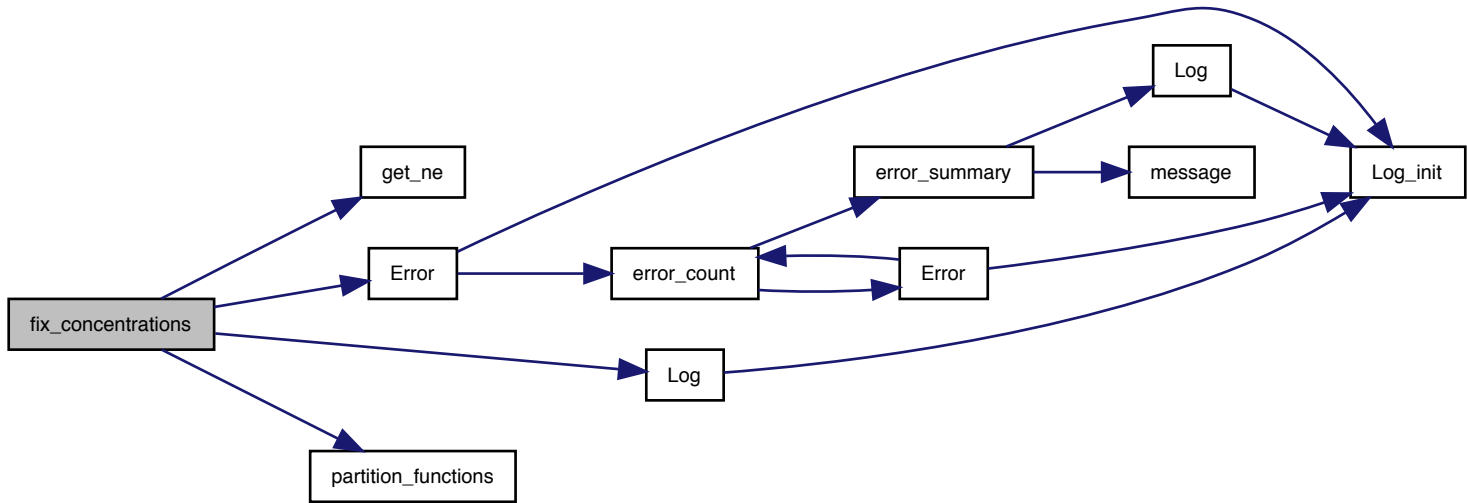 Log
get_ne
error_summary
message
Log_init
Error
error_count
Error
fix_concentrations
Log
partition_functions